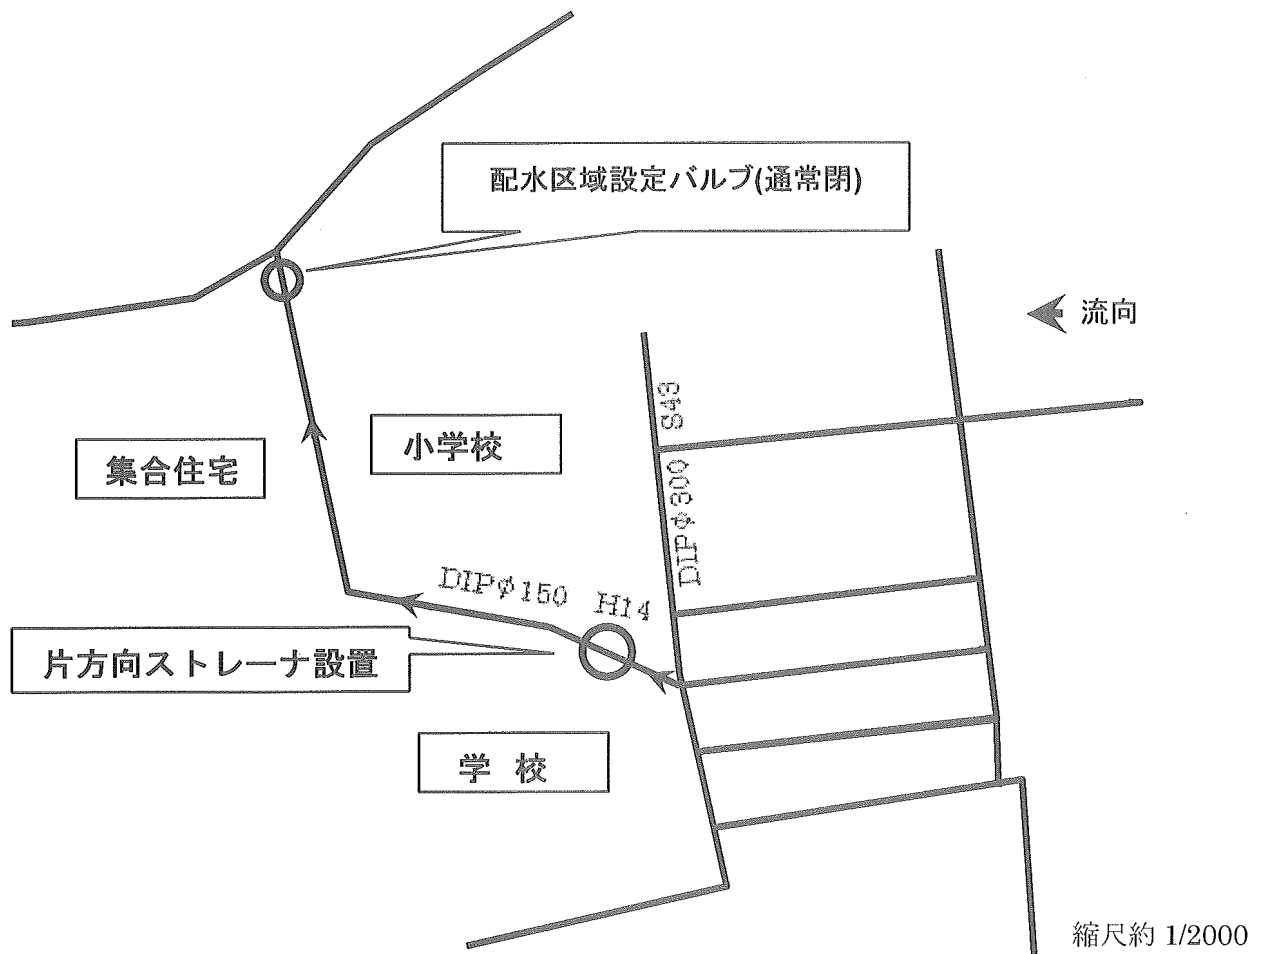 配水区域設定バルブ(通常閉)
流向
S43
小学校
集合住宅
DIPφ300
DIPφ150 H14
片方向ストレーナ設置
学 校
縮尺約 1/2000